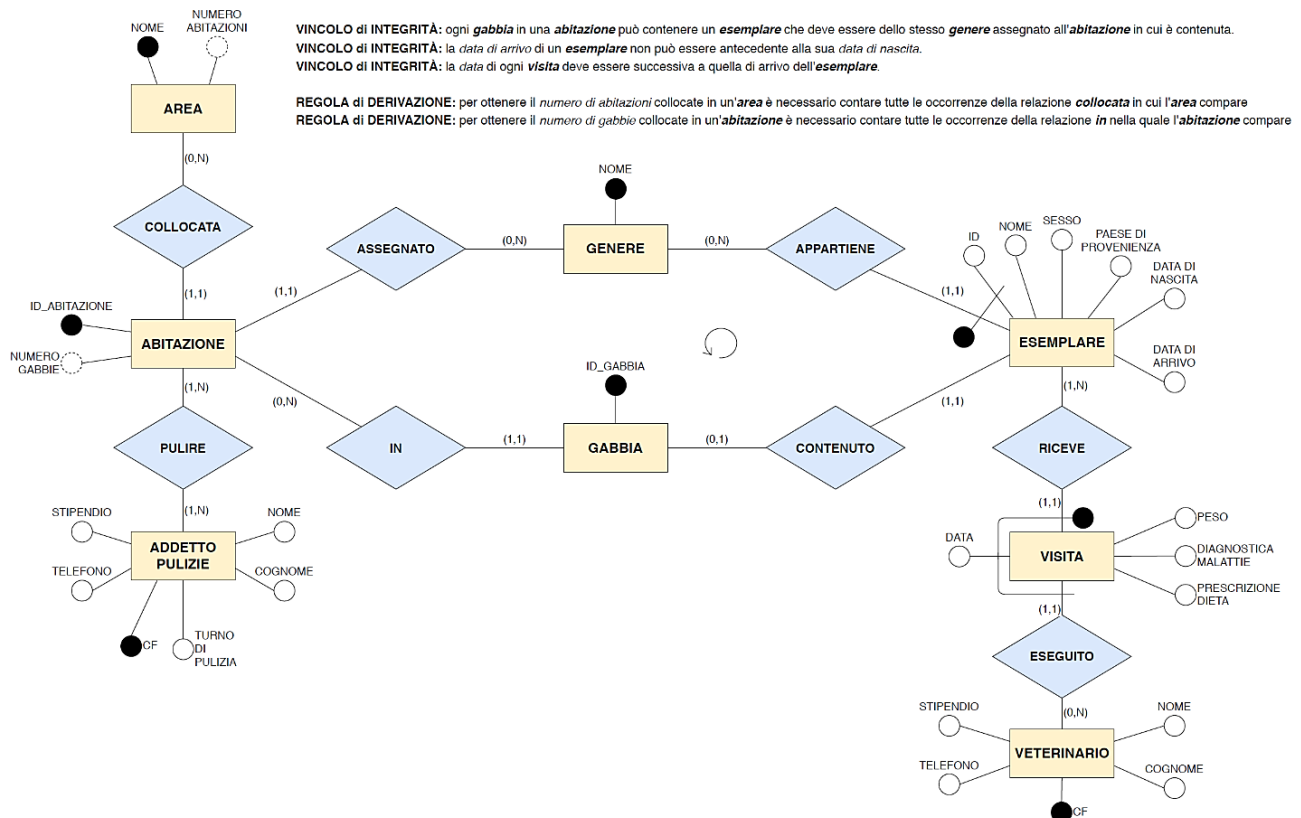 NOME
NUMERO
ABITAZIONI
VINCOLO di INTEGRITÀ: ogni gabbia in una abitazione può contenere un esemplare che deve essere dello stesso genere assegnato all'abitazione in cui è contenuta.
VINCOLO di INTEGRITÀ: la data di arrivo di un esemplare non può essere antecedente alla sua data di nascita.
VINCOLO di INTEGRITÀ: la data di ogni visita deve essere successiva a quella di arrivo dell'esemplare.
REGOLA di DERIVAZIONE: per ottenere il numero di abitazioni collocate in un'area è necessario contare tutte le occorrenze della relazione collocata in cui l'area compare
REGOLA di DERIVAZIONE: per ottenere il numero di gabbie collocate in un'abitazione è necessario contare tutte le occorrenze della relazione in nella quale l'abitazione compare
AREA
(0,N)
COLLOCATA
(1,1)
ASSEGNATO
(1,1)
(0,N)
NOME
GENERE
(0,N)
APPARTIENE
(1,1)
ID
NOME
SESSO
PAESE DI
PROVENIENZA
DATA DI
NASCITA
ESEMPLARE
DATA DI
ARRIVO
ID_ABITAZIONE
ABITAZIONE
NUMERO
GABBIE
(1,N)
(0,N)
PULIRE
IN
(1,1)
ID_GABBIA
GABBIA
(0,1)
CONTENUTO
(1,1)
(1,N)
RICEVE
(1,1)
(1,N)
STIPENDIO
NOME
ADDETTO
PULIZIE
TELEFONO
COGNOME
CF
TURNO
DI
PULIZIA
DATA
VISITA
PESO
DIAGNOSTICA
MALATTIE
PRESCRIZIONE
DIETA
(1,1)
ESEGUITO
(0,N)
STIPENDIO
NOME
VETERINARIO
TELEFONO
COGNOME
CF